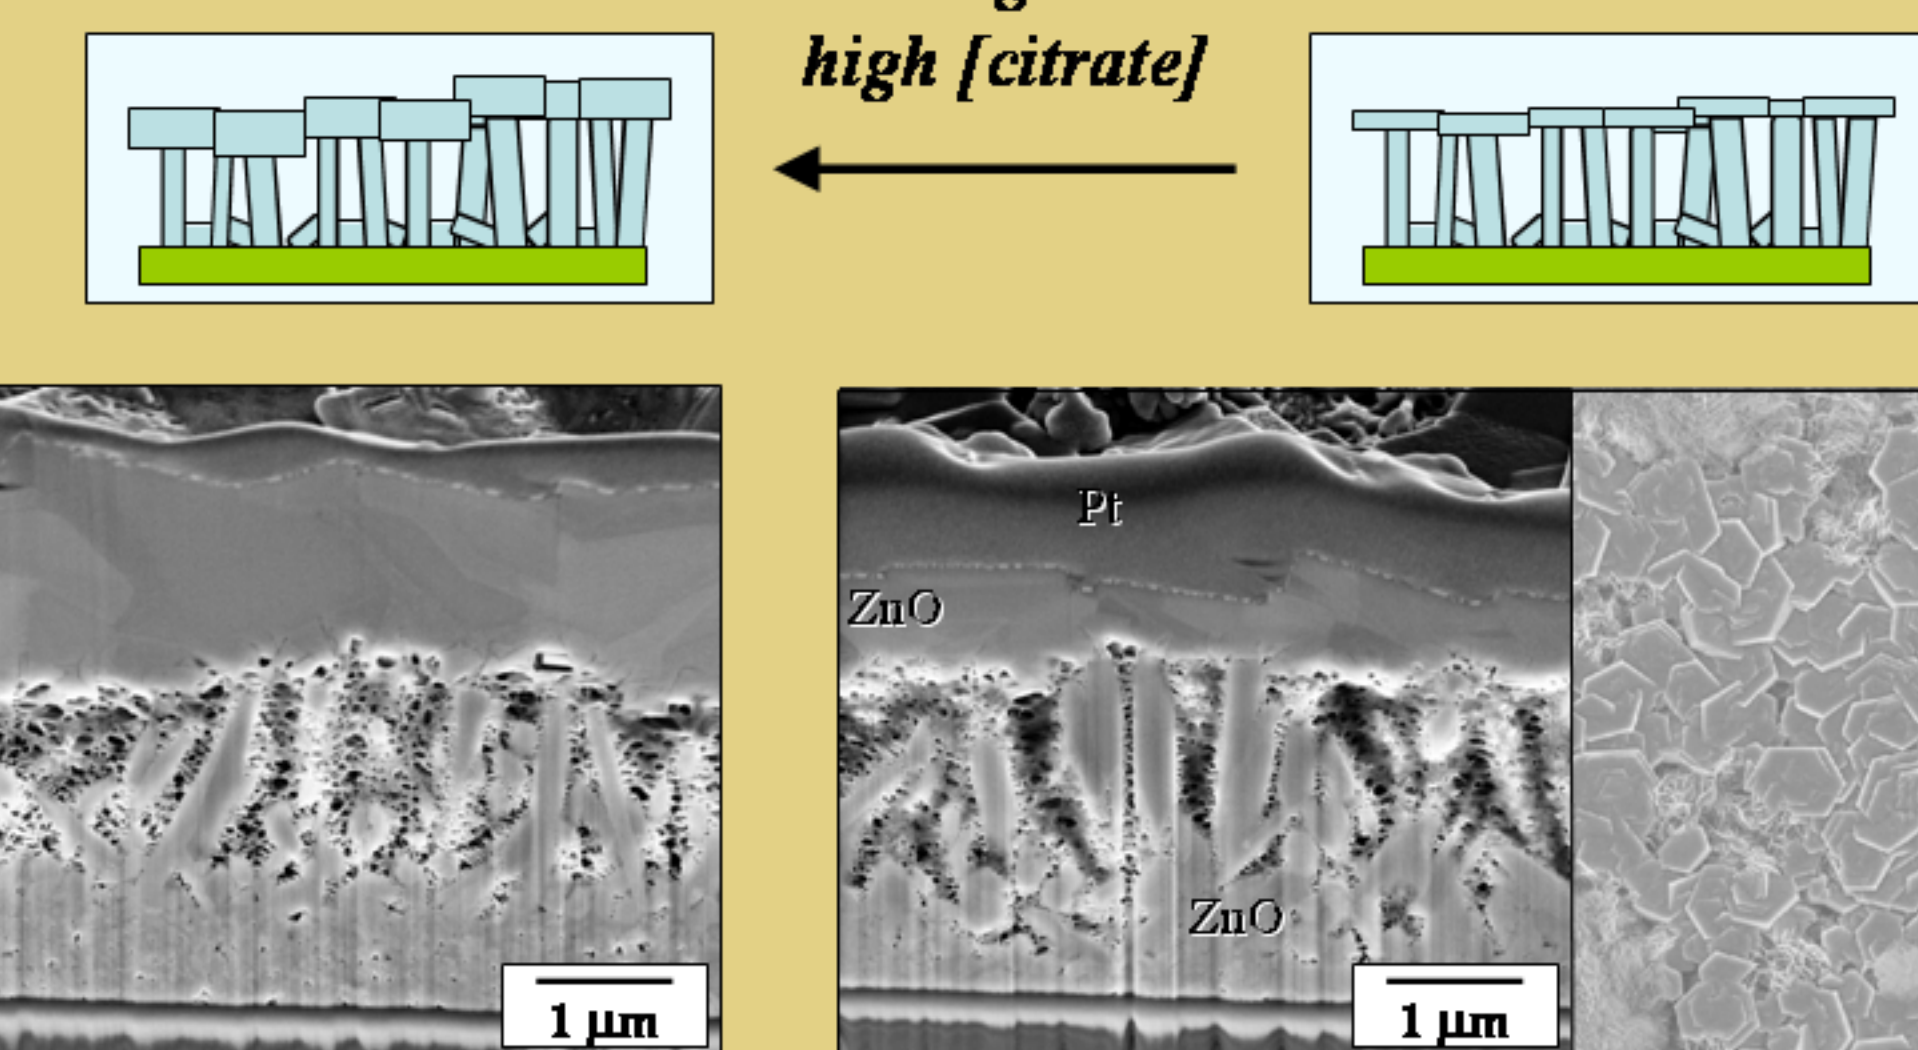 high [citrate]
Pt
ZnO
ZnO
1 µm
1 µm